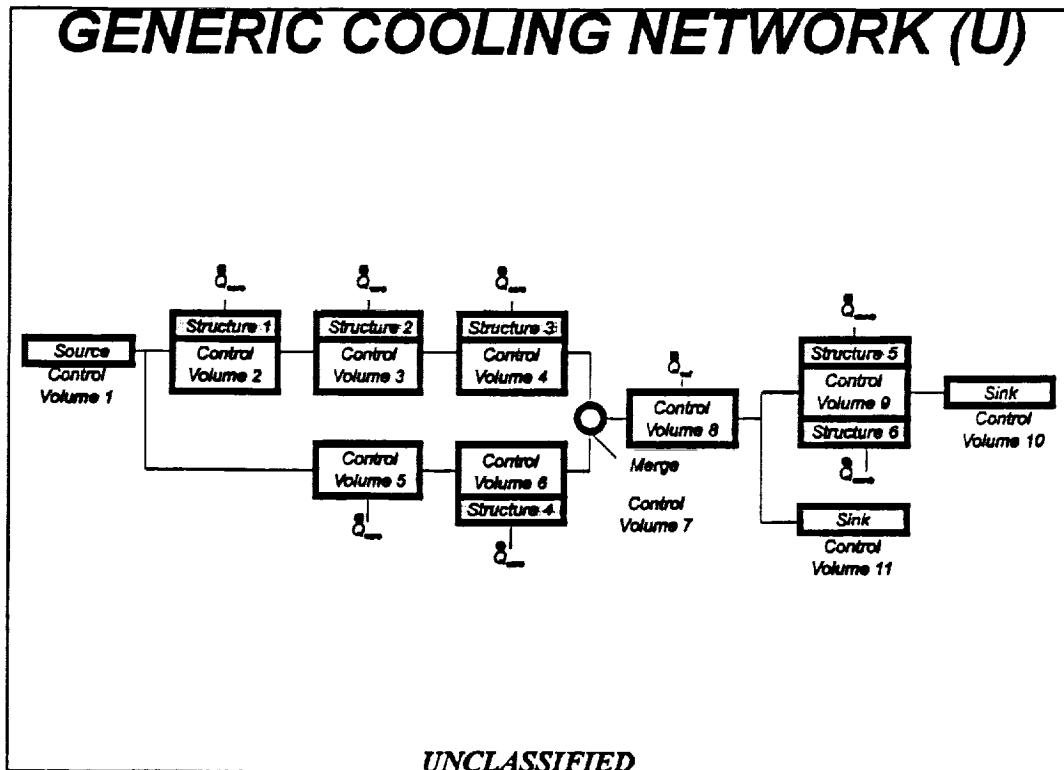 GENERIC COOLING NETWORK (U)
Q
Structure 1
Control
Volume 2
Q
Structure 2
Control
Volume 3
Q
Structure 3
Control
Volume 4
Source
Control
Volume 1
Control
Volume 5
Q
Control
Volume 6
Structure 4
Q
Merge
Control
Volume 7
Q
Control
Volume 8
Q
Structure 5
Control
Volume 9
Structure 6
Q
Sink
Control
Volume 10
Sink
Control
Volume 11
UNCLASSIFIED